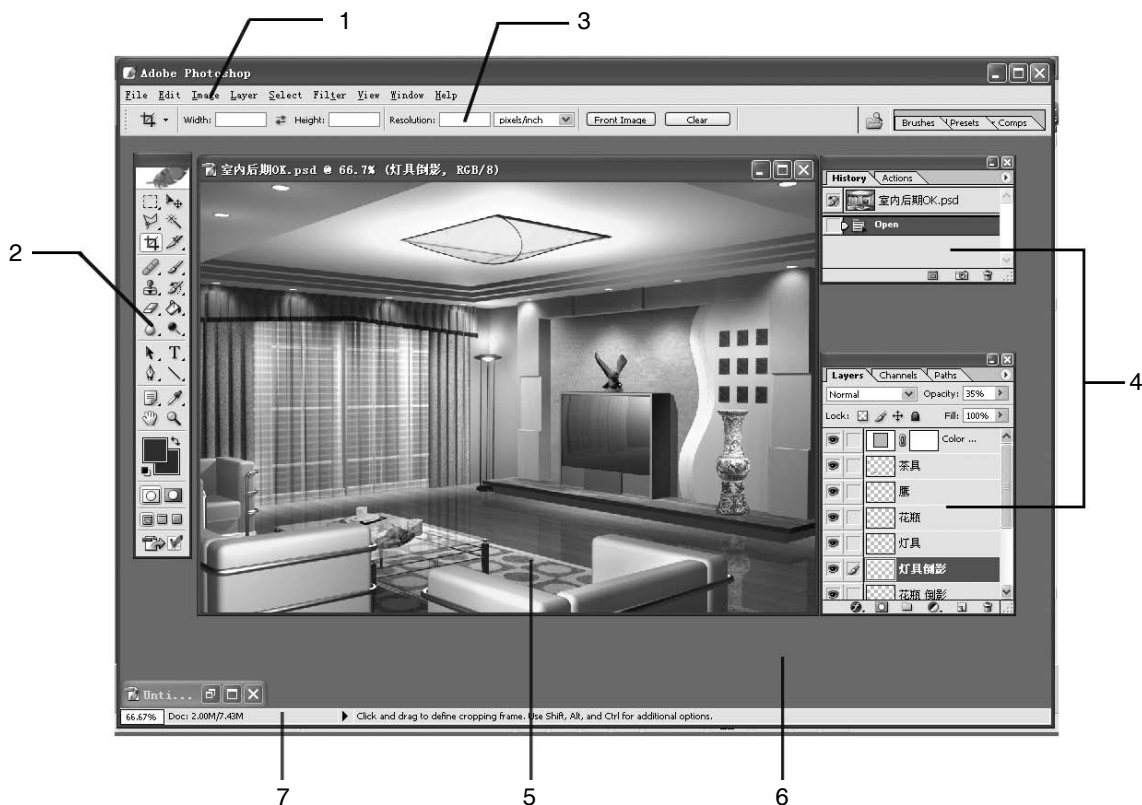 1
3
Adobe Photoshop
File Edit Image Layer Select Filter View Window Help
Width: Height: Resolution: pixels/inch Front Image Clear Brushes Presets Comps
室内后期OK.psd @ 66.7% (灯具倒影, RGB/8)
History Actions
室内后期OK.psd
Open
2
4
Layers Channels Paths
Normal Opacity: 35%
Lock: Fill: 100%
Color ...
茶具
鹰
花瓶
灯具
灯具倒影
花瓶 倒影
T
Unti...
66.67% Doc: 2.00M/7.43M Click and drag to define cropping frame. Use Shift, Alt, and Ctrl for additional options.
7
5
6